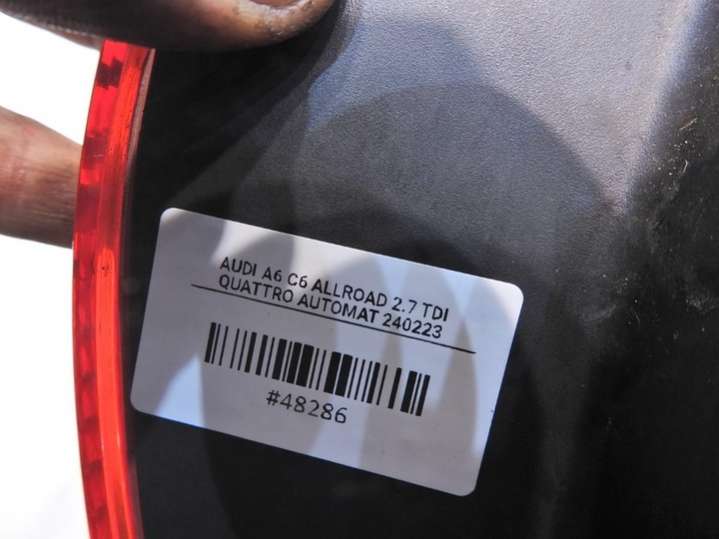 AUDI A6 C6 ALLROAD 2.7 TDI
QUATTRO AUTOMAT 240223
#48286